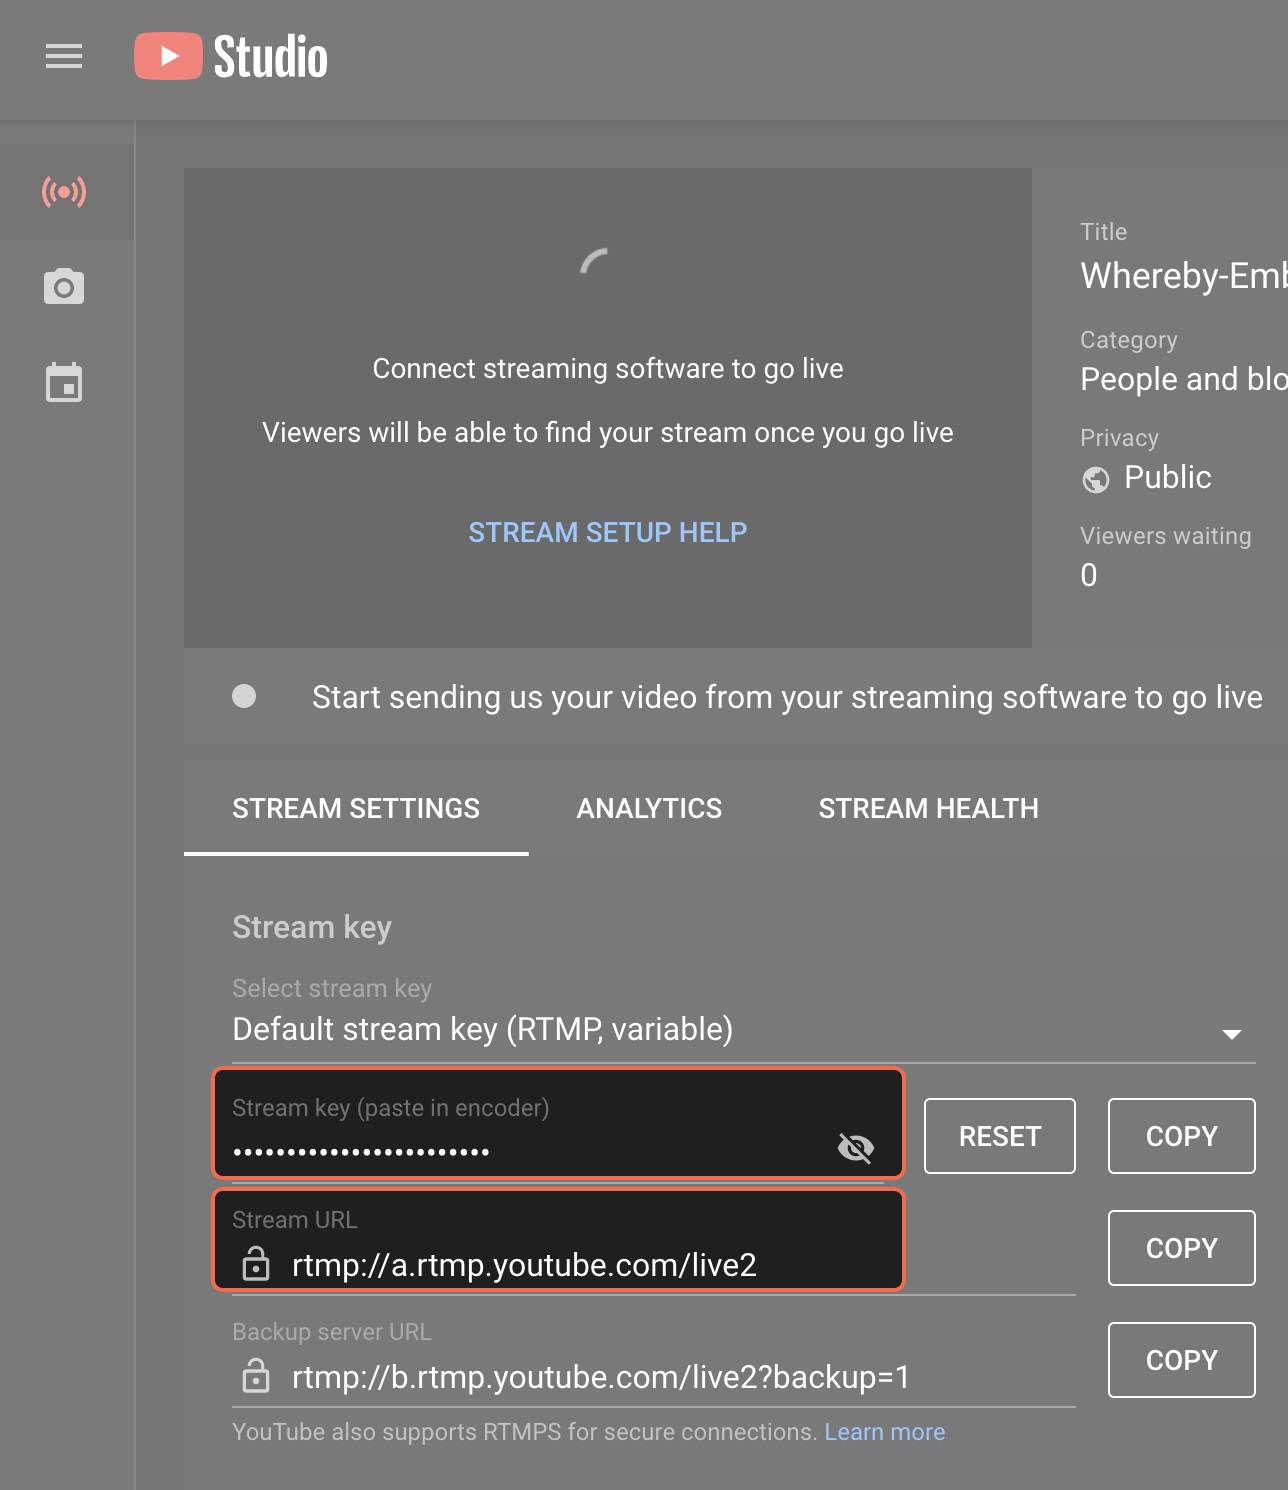 Studio
Title
Whereby-Emb
Category
People and blo
Privacy
Public
Viewers waiting
0
Connect streaming software to go live
Viewers will be able to find your stream once you go live
STREAM SETUP HELP
Start sending us your video from your streaming software to go live
STREAM SETTINGS ANALYTICS STREAM HEALTH
Stream key
Select stream key
Default stream key (RTMP, variable)
Stream key (paste in encoder)
••••••••••••••••••••••••
RESET COPY
Stream URL
rtmp://a.rtmp.youtube.com/live2
COPY
Backup server URL
rtmp://b.rtmp.youtube.com/live2?backup=1
COPY
YouTube also supports RTMPS for secure connections. Learn more